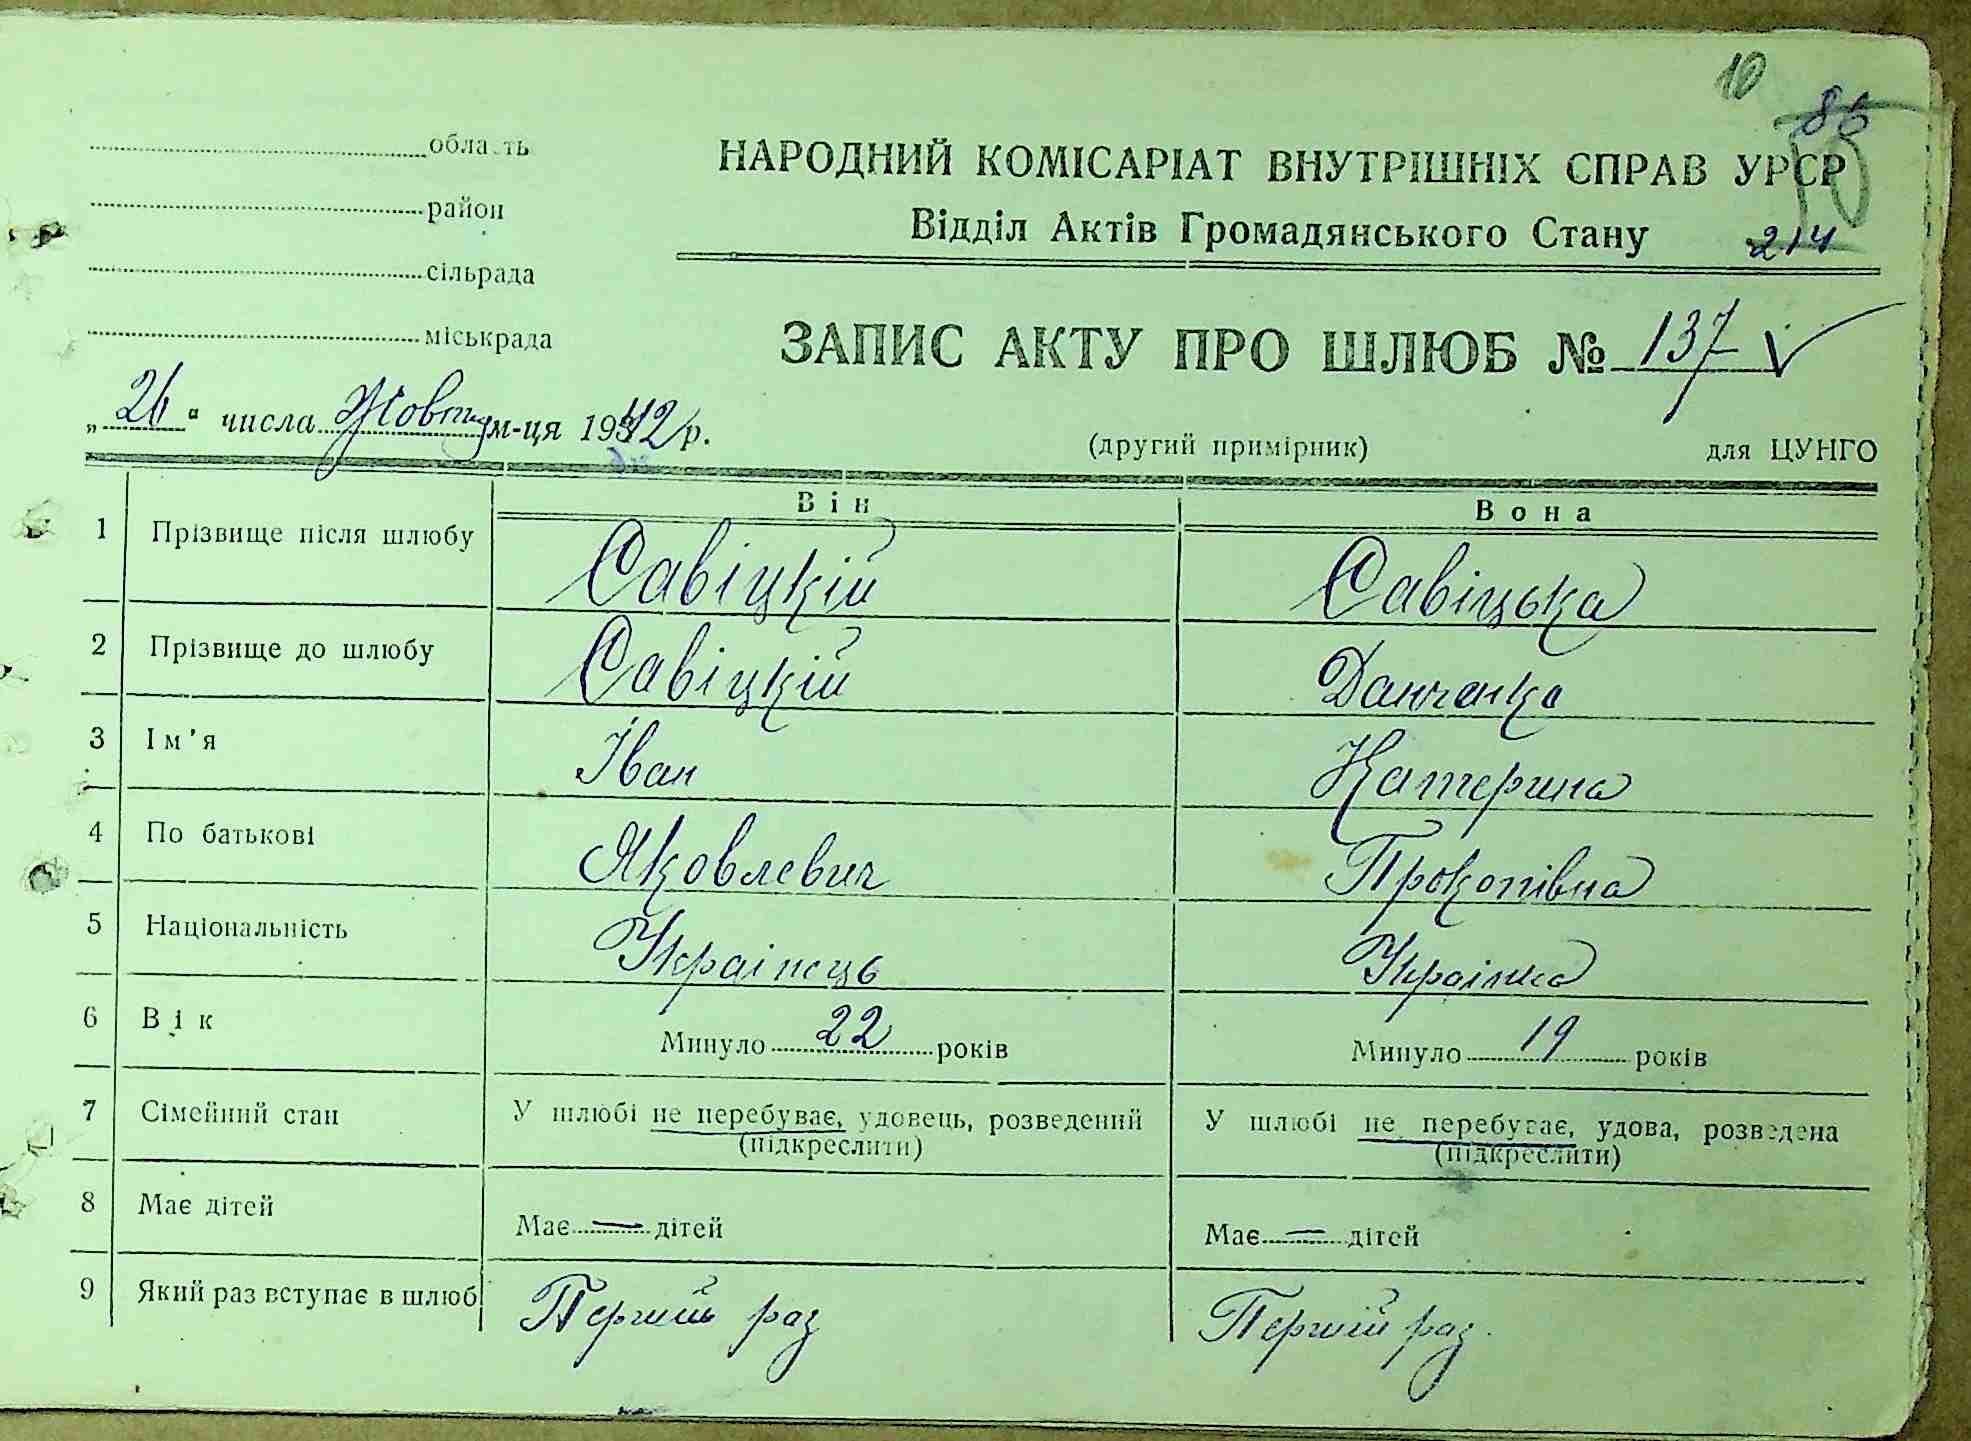 10
86
область
НАРОДНИЙ КОМІСАРІАТ ВНУТРІШНІХ СПРАВ УРСР
район
Відділ Актів Громадянського Стану
214
сільрада
міськрада
ЗАПИС АКТУ ПРО ШЛЮБ № 137
„26" числа Жовтня м-ця 1942 р.
(другий примірник) для ЦУНГО
Він Вона
1 Прізвище після шлюбу Савіцкій Савіцька
2 Прізвище до шлюбу Савіцкій Данченко
3 Ім'я Іван Катерина
4 По батькові Яковлевич Прокопівна
5 Національність Украінець Украінка
6 Вік Минуло 22 років Минуло 19 років
7 Сімейний стан У шлюбі не перебуває, удовець, розведений У шлюбі не перебуває, удова, розведена
(підкреслити) (підкреслити)
8 Має дітей Має — дітей Має — дітей
9 Який раз вступає в шлюб Перший раз Перший раз